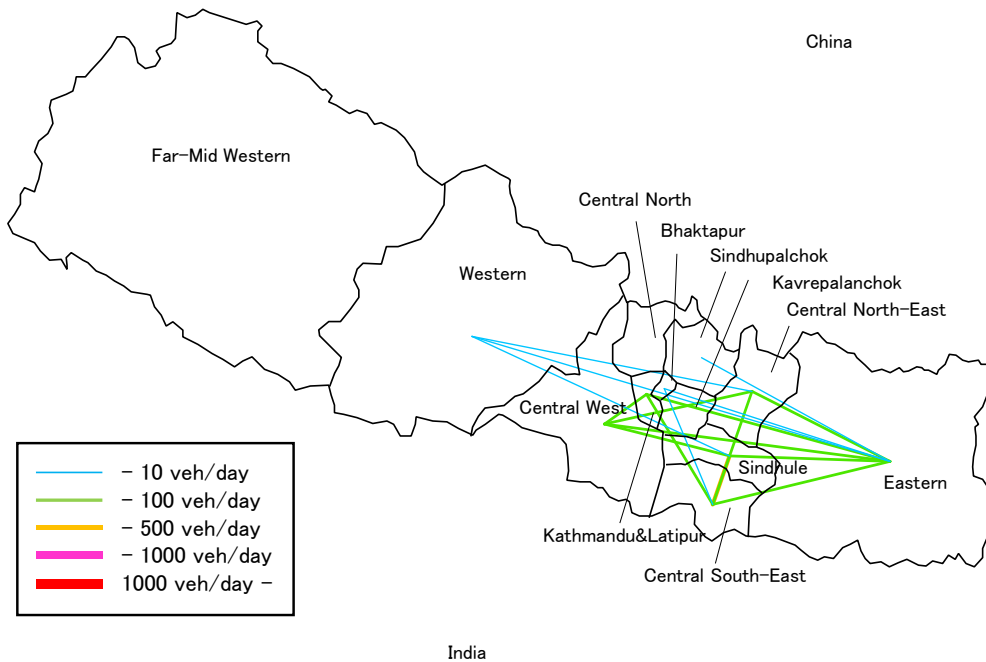 China
Far-Mid Western
Central North
Bhaktapur
Sindhupalchok
Western
Kavrepalanchok
Central North-East
Central West
Sindhule
Eastern
Kathmandu&Latipur
Central South-East
- 10 veh/day
- 100 veh/day
- 500 veh/day
- 1000 veh/day
1000 veh/day -
India